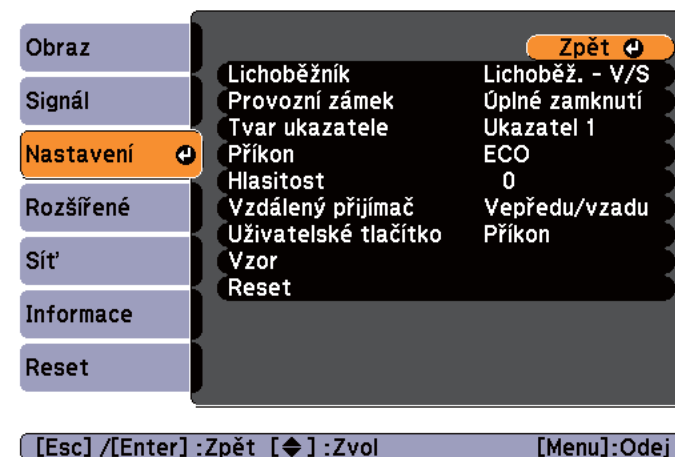 Obraz
Signál
Nastavení
Rozšířené
Síť
Informace
Reset
Zpět
Lichoběžník Lichoběž. - V/S
Provozní zámek Úplné zamknutí
Tvar ukazatele Ukazatel 1
Příkon ECO
Hlasitost 0
Vzdálený přijímač Vepředu/vzadu
Uživatelské tlačítko Příkon
Vzor
Reset
[Esc] /[Enter] :Zpět [ ] :Zvol [Menu]:Odej